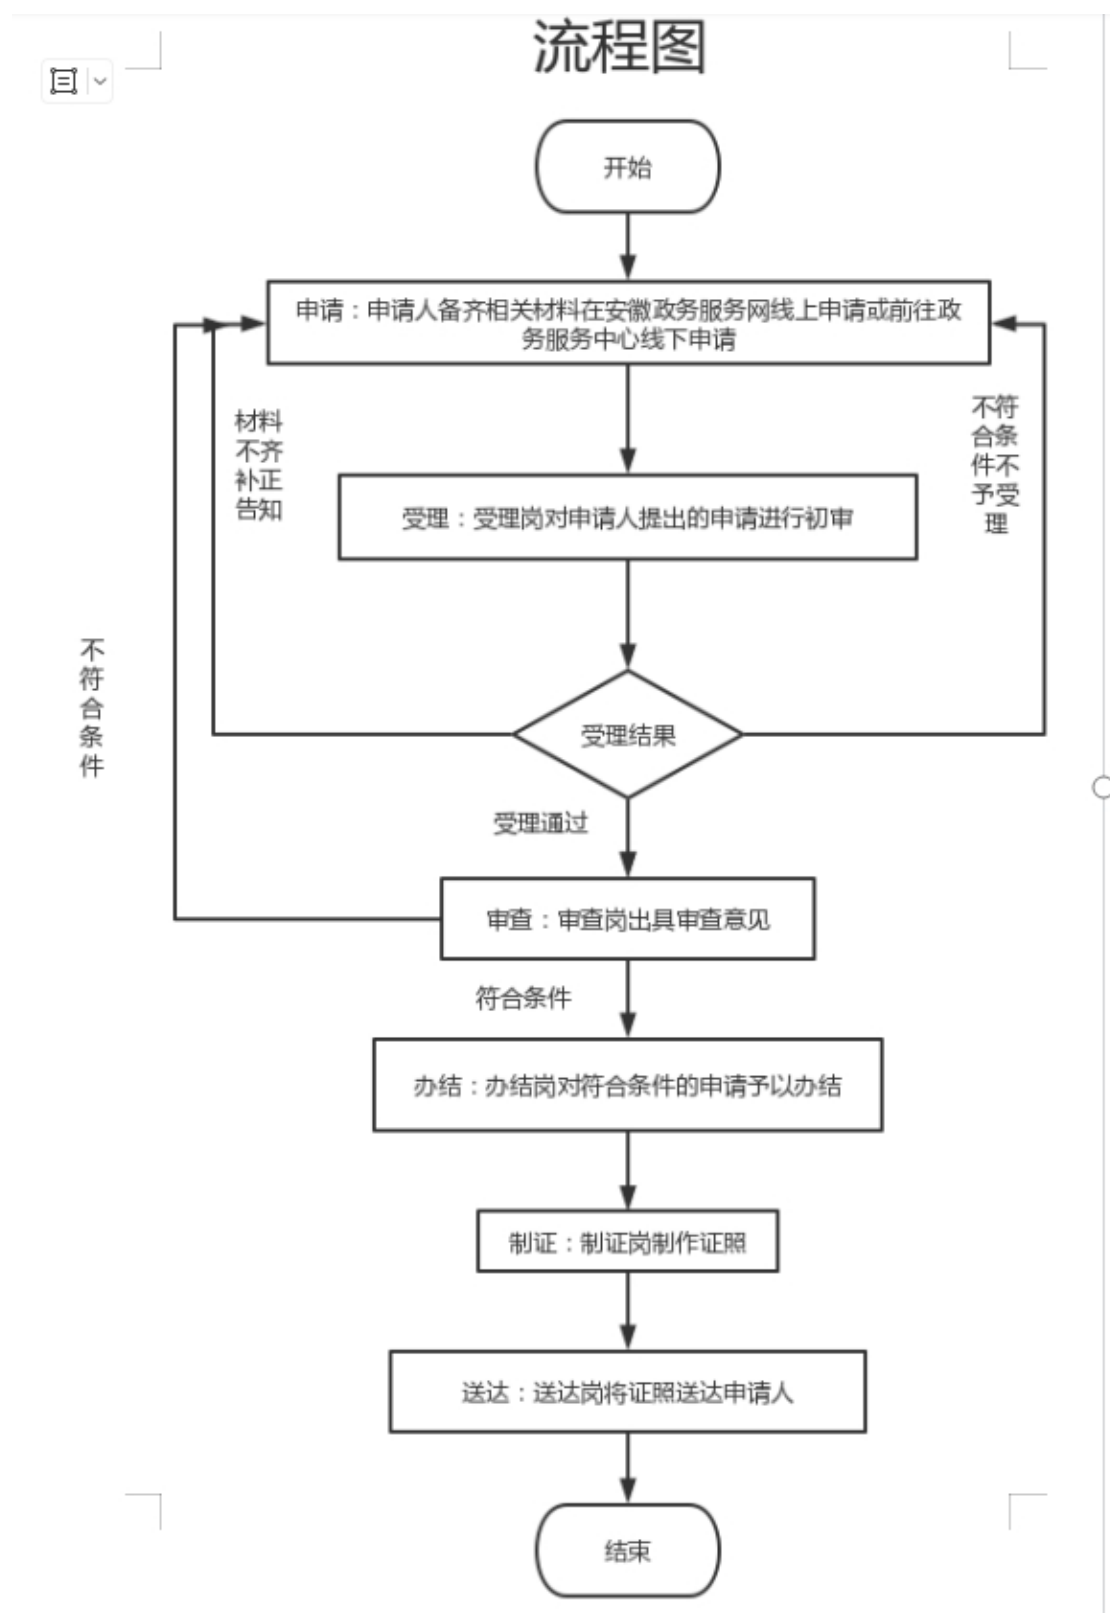 流程图
开始
申请：申请人备齐相关材料在安徽政务服务网线上申请或前往政
务服务中心线下申请
材料
不齐
补正
告知
不符
合条
件不
予受
理
受理：受理岗对申请人提出的申请进行初审
不
符
合
条
件
受理结果
受理通过
审查：审查岗出具审查意见
符合条件
办结：办结岗对符合条件的申请予以办结
制证：制证岗制作证照
送达：送达岗将证照送达申请人
结束